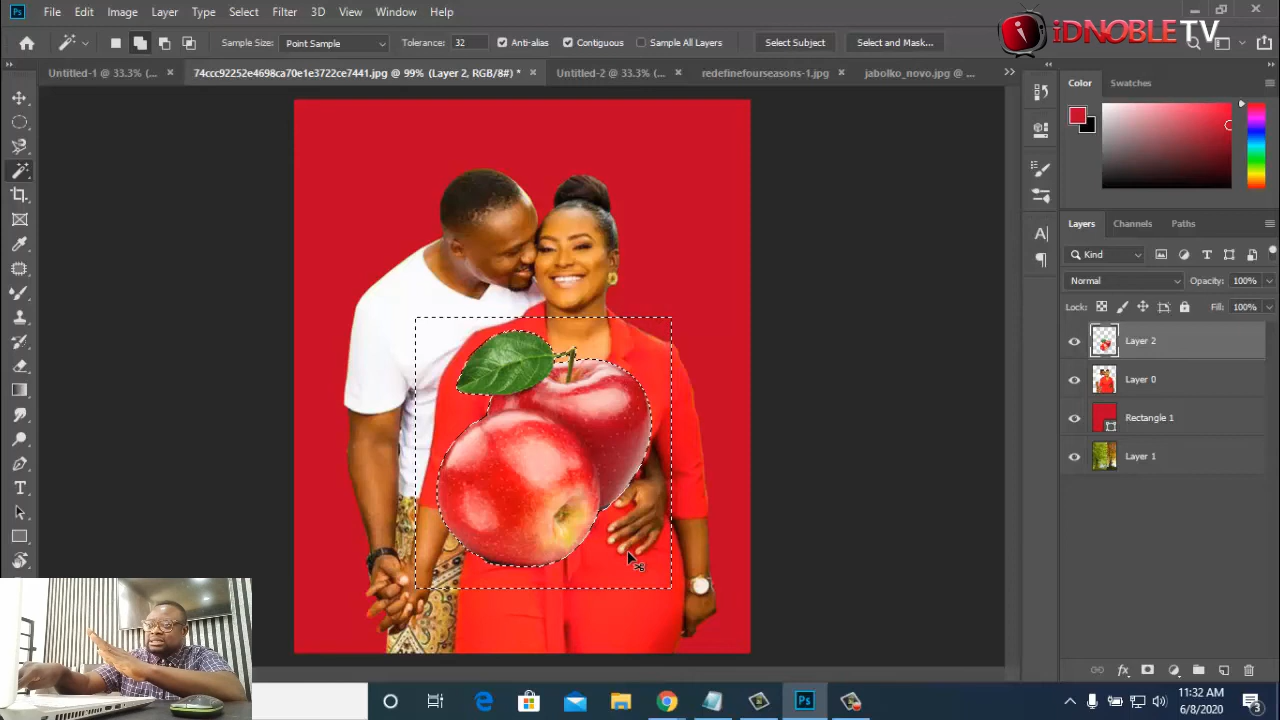 Ps File Edit Image Layer Type Select Filter 3D View Window Help
iDNOBLE TV
Sample Size: Point Sample Tolerance: 32 Anti-alias Contiguous Sample All Layers Select Subject Select and Mask...
Untitled-1 @ 33.3% (... × 74ccc92252e4698ca70e1e3722ce7441.jpg @ 99% (Layer 2, RGB/8#) * × Untitled-2 @ 33.3% (... × redefinefourseasons-1.jpg × jabolko_novo.jpg @ ...
Color Swatches
Layers Channels Paths
Kind
Normal Opacity: 100%
Lock: Fill: 100%
Layer 2
Layer 0
Rectangle 1
Layer 1
fx
Ps
11:32 AM
6/8/2020
3